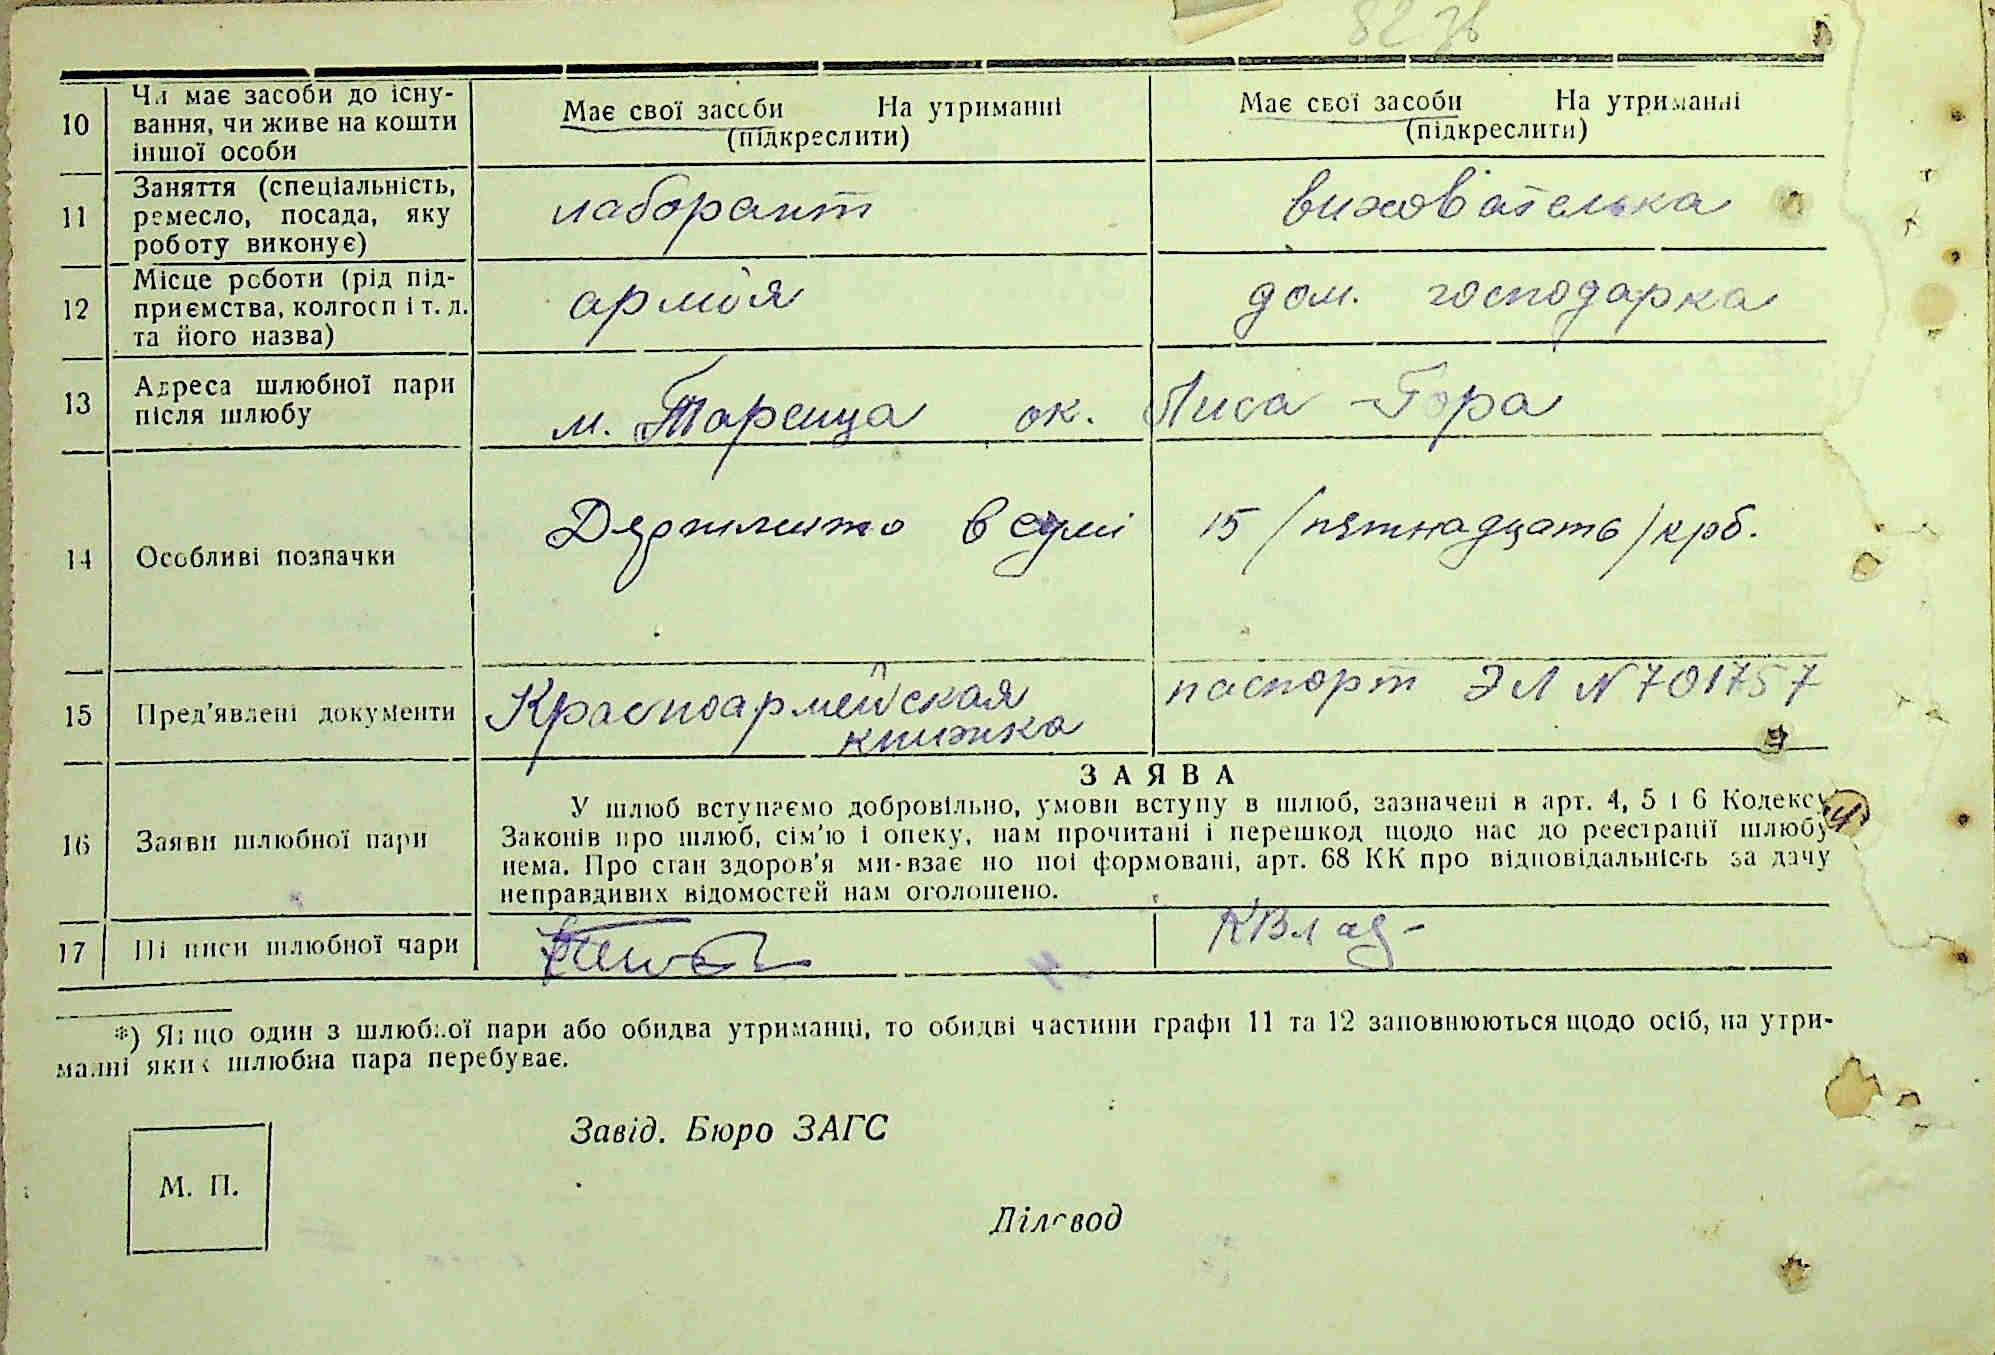 10 Чи має засоби до існу-
вання, чи живе на кошти
іншої особи
Має свої засоби На утриманні
(підкреслити)
Має свої засоби На утриманні
(підкреслити)
11 Заняття (спеціальність,
ремесло, посада, яку
роботу виконує)
лаборант
вихователька
12 Місце роботи (рід під-
приємства, колгосп і т. д.
та його назва)
армія
дом. господарка
13 Адреса шлюбної пари
після шлюбу
м. Тараща ок. Лиса-Гора
14 Особливі позначки
Держмито в сумі 15 /пятнадцать/ крб.
15 Пред'явлені документи
Красноармейская
книжка
паспорт ЭЛ N 701757
16 Заяви шлюбної пари
ЗАЯВА
У шлюб вступаємо добровільно, умови вступу в шлюб, зазначені в арт. 4, 5 і 6 Кодексу
Законів про шлюб, сім'ю і опеку, нам прочитані і перешкод щодо нас до реєстрації шлюбу
нема. Про стан здоров'я ми взаємно поінформовані, арт. 68 КК про відповідальність за дачу
неправдивих відомостей нам оголошено.
17 Підписи шлюбної пари
КВлад-
*) Якщо один з шлюбної пари або обидва утриманці, то обидві частини графи 11 та 12 заповнюються щодо осіб, на утри-
манні яких шлюбна пара перебуває.
Завід. Бюро ЗАГС
М. П.
Діловод